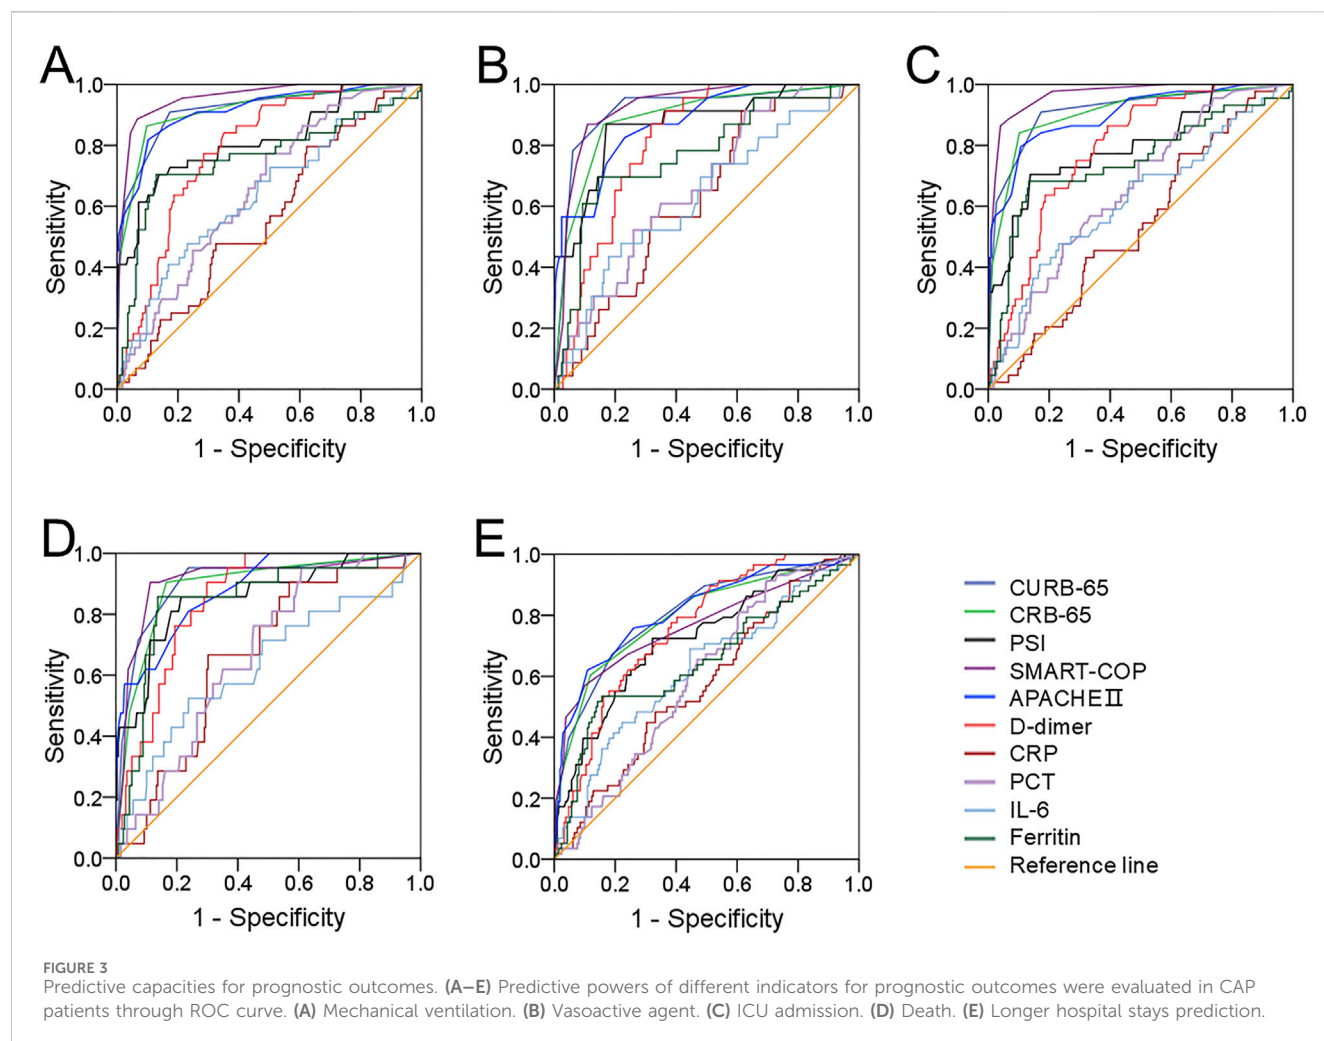 A
B
C
1.0
0.8
0.6
0.4
0.2
0.0
Sensitivity
0.0 0.2 0.4 0.6 0.8 1.0
1 - Specificity
1.0
0.8
0.6
0.4
0.2
0.0
Sensitivity
0.0 0.2 0.4 0.6 0.8 1.0
1 - Specificity
1.0
0.8
0.6
0.4
0.2
0.0
Sensitivity
0.0 0.2 0.4 0.6 0.8 1.0
1 - Specificity
D
E
1.0
0.8
0.6
0.4
0.2
0.0
Sensitivity
0.0 0.2 0.4 0.6 0.8 1.0
1 - Specificity
1.0
0.8
0.6
0.4
0.2
0.0
Sensitivity
0.0 0.2 0.4 0.6 0.8 1.0
1 - Specificity
CURB-65
CRB-65
PSI
SMART-COP
APACHEⅡ
D-dimer
CRP
PCT
IL-6
Ferritin
Reference line
FIGURE 3
Predictive capacities for prognostic outcomes. (A–E) Predictive powers of different indicators for prognostic outcomes were evaluated in CAP
patients through ROC curve. (A) Mechanical ventilation. (B) Vasoactive agent. (C) ICU admission. (D) Death. (E) Longer hospital stays prediction.